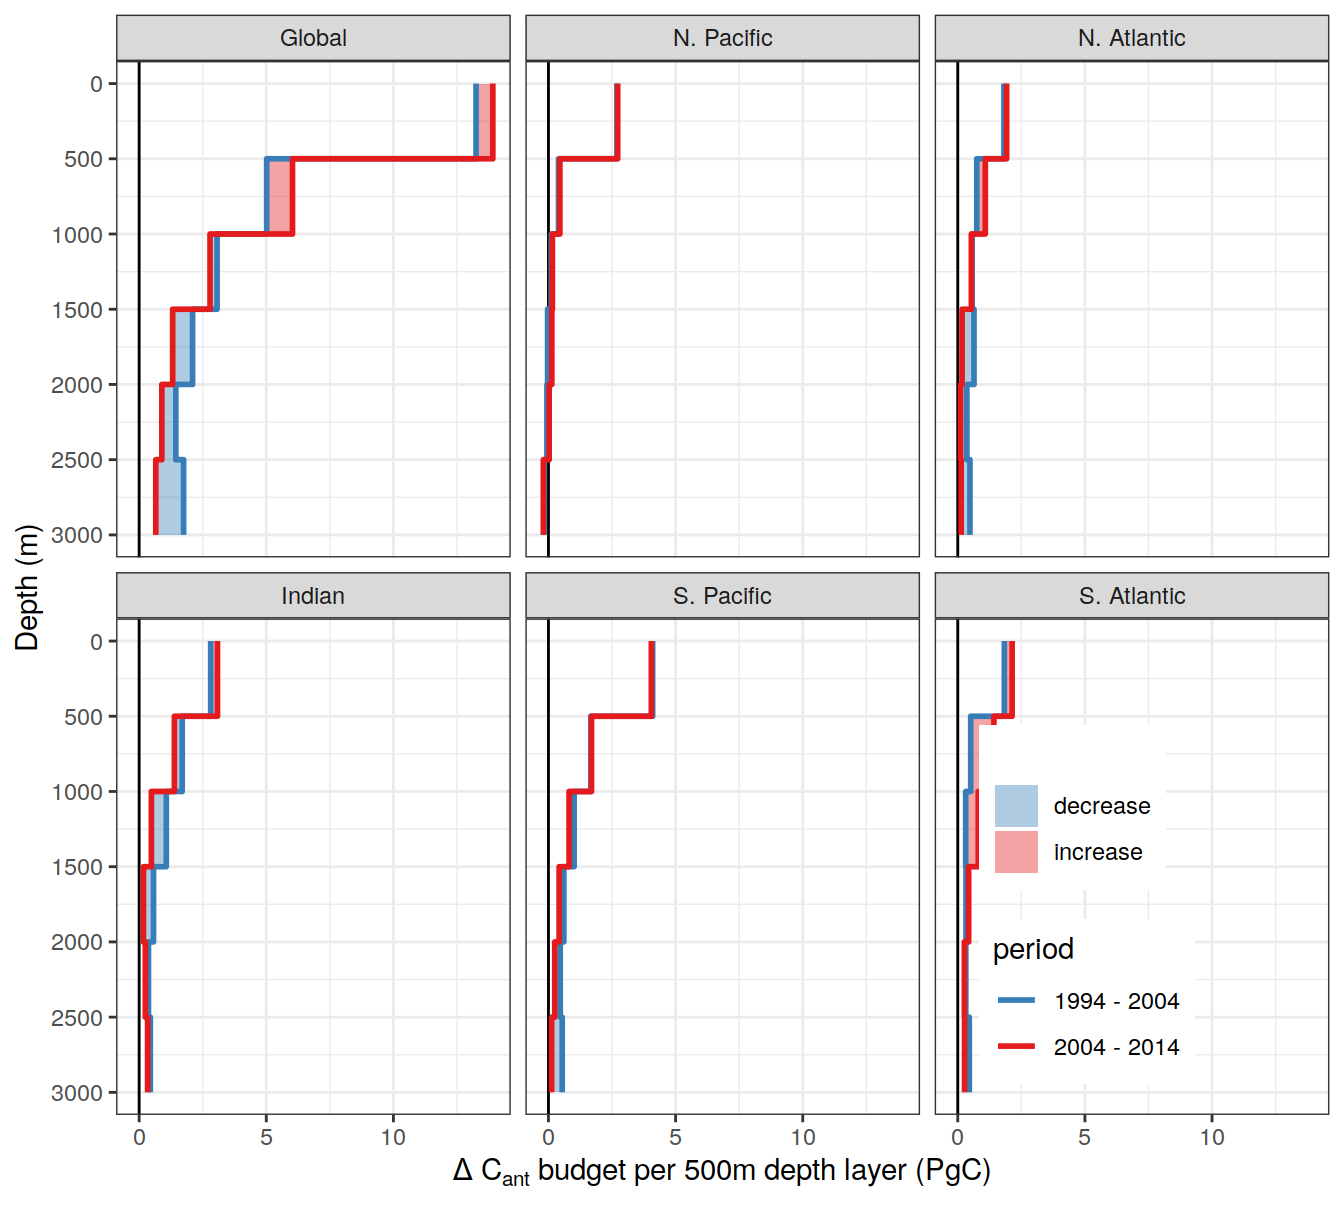 Global
N. Pacific
N. Atlantic
0
500
1000
1500
2000
2500
3000
Depth (m)
Indian
S. Pacific
S. Atlantic
0
500
1000
1500
2000
2500
3000
decrease
increase
period
1994 - 2004
2004 - 2014
0 5 10
0 5 10
0 5 10
Δ Cant budget per 500m depth layer (PgC)